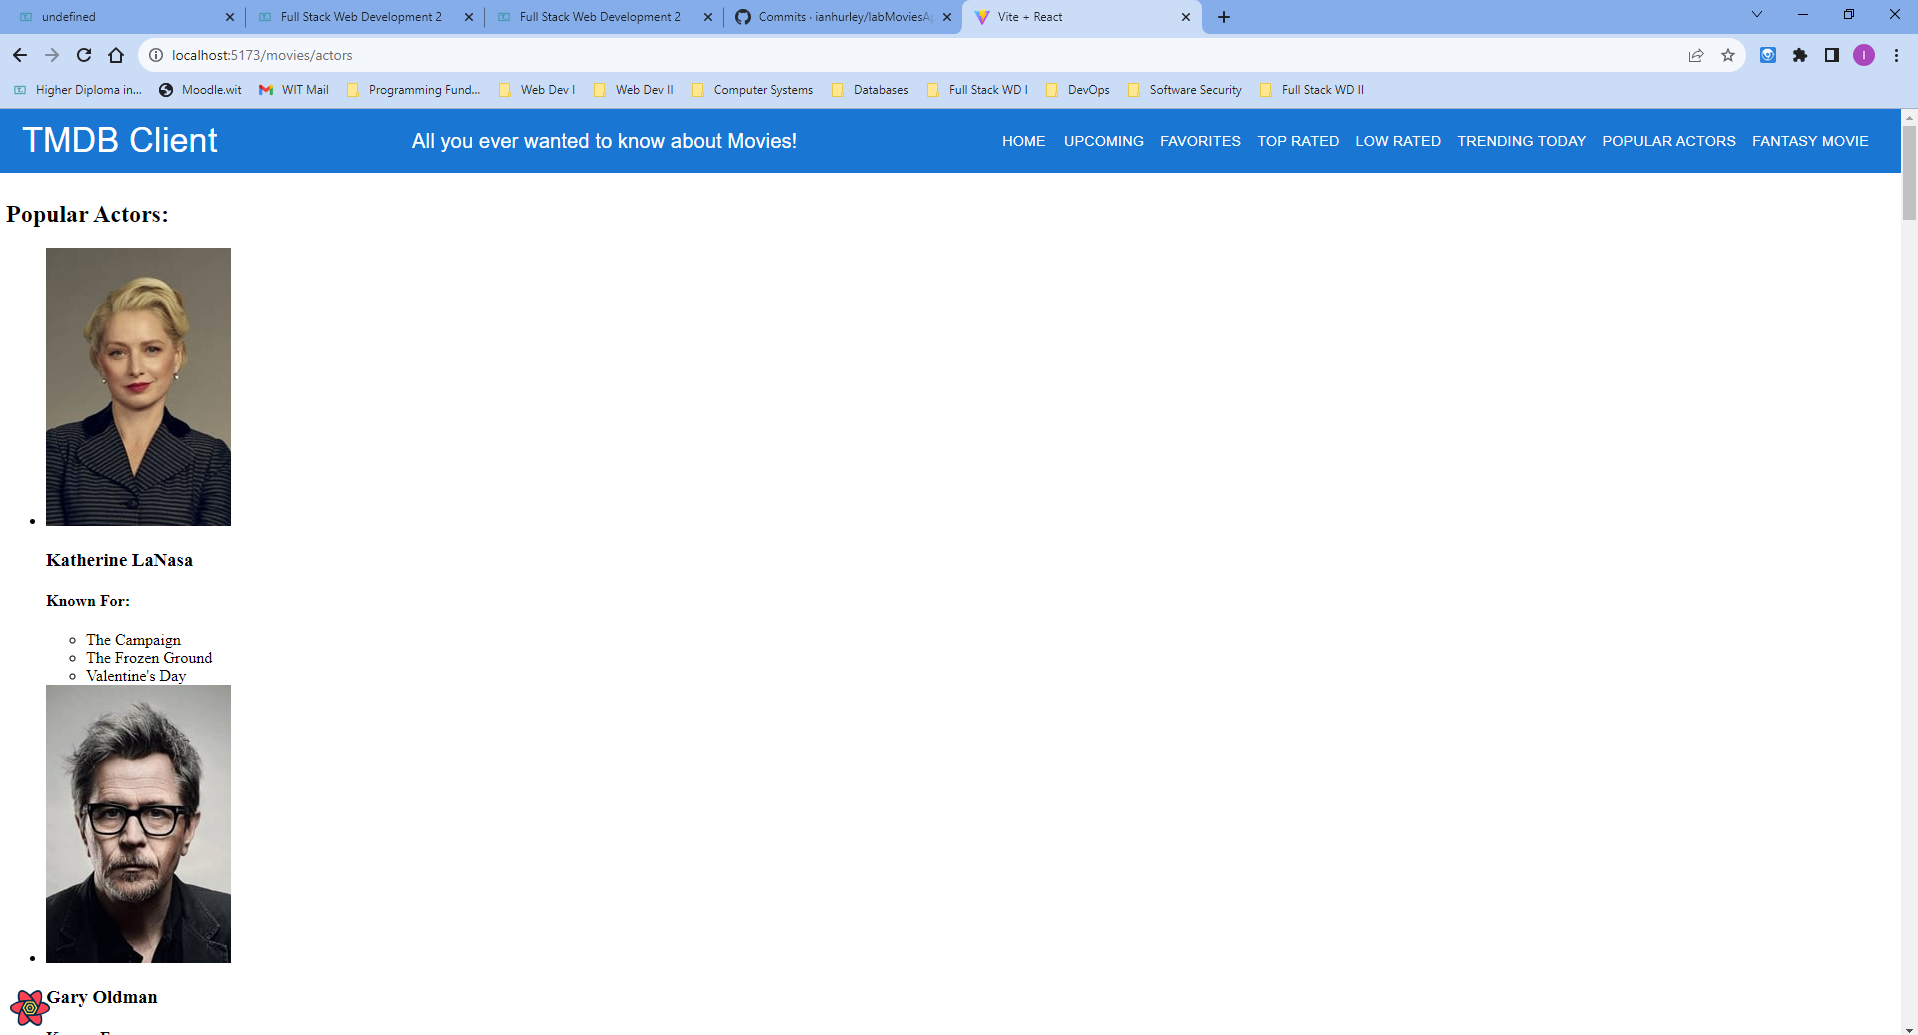 undefined
Full Stack Web Development 2
Full Stack Web Development 2
Commits · ianhurley/labMoviesAp
Vite + React
localhost:5173/movies/actors
I
Higher Diploma in...
Moodle.wit
WIT Mail
Programming Fund...
Web Dev I
Web Dev II
Computer Systems
Databases
Full Stack WD I
DevOps
Software Security
Full Stack WD II
TMDB Client
All you ever wanted to know about Movies!
HOME
UPCOMING
FAVORITES
TOP RATED
LOW RATED
TRENDING TODAY
POPULAR ACTORS
FANTASY MOVIE
Popular Actors:
Katherine LaNasa
Known For:
The Campaign
The Frozen Ground
Valentine's Day
Gary Oldman